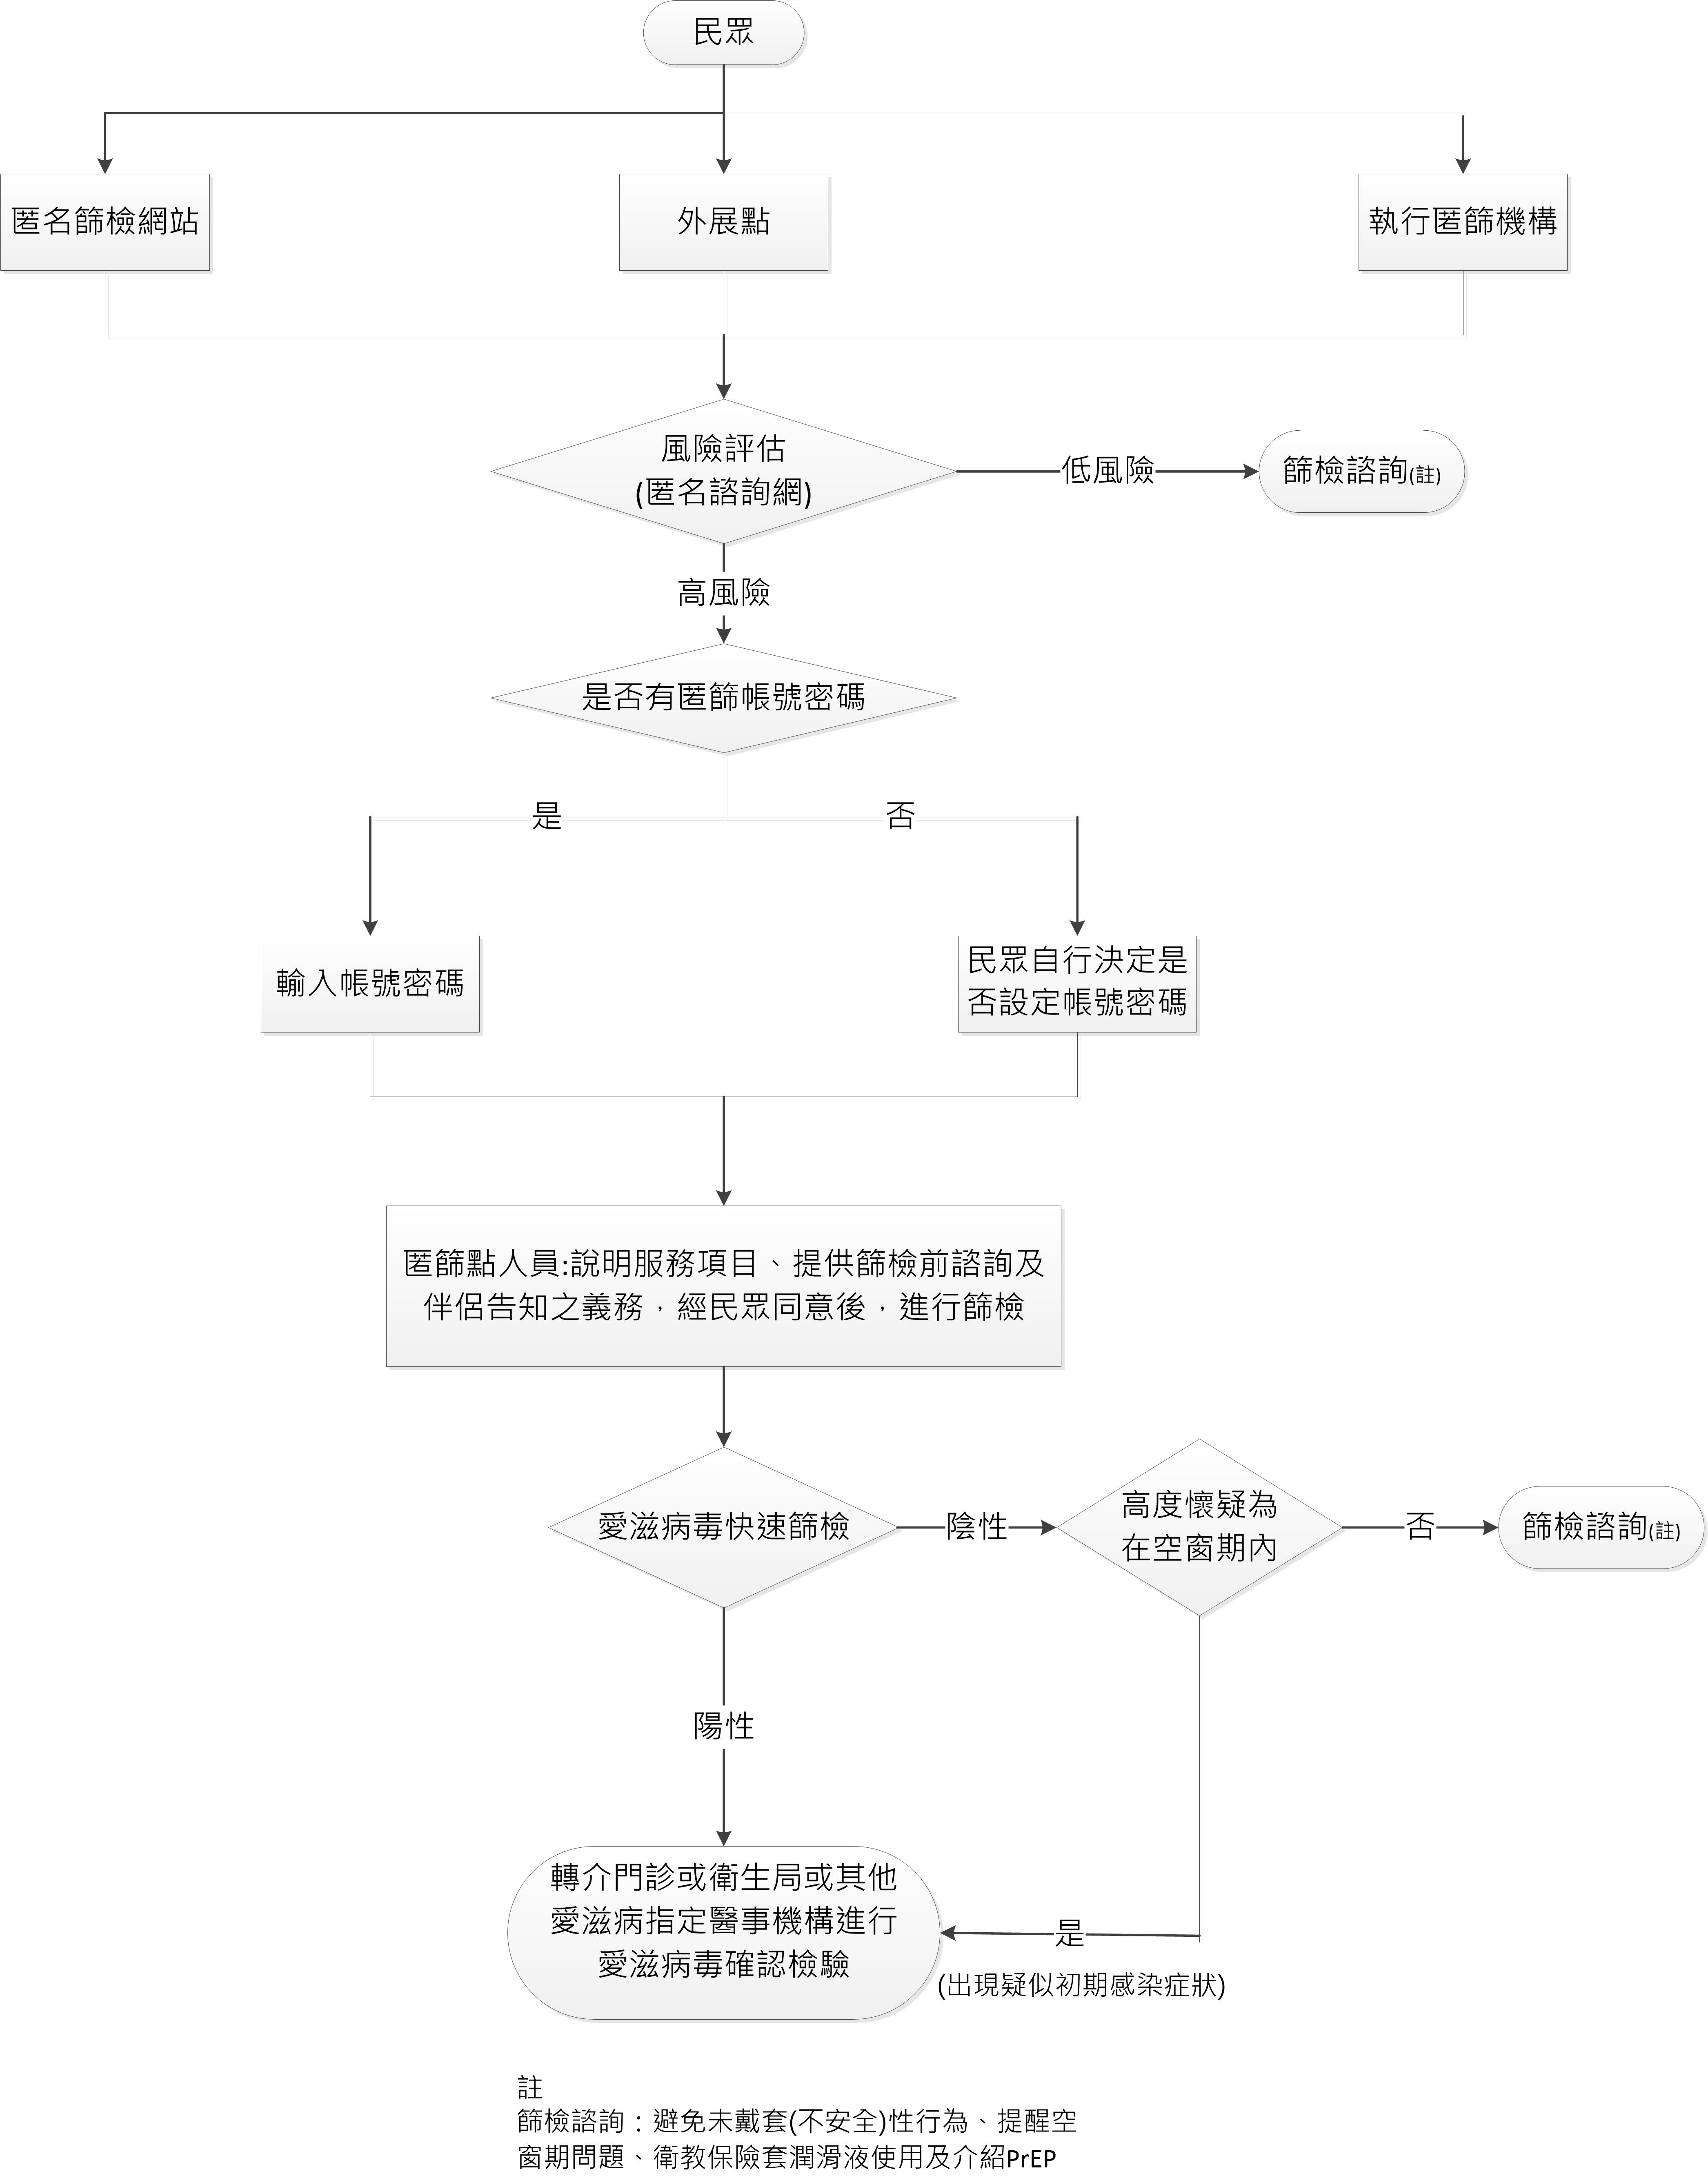 民眾
匿名篩檢網站
外展點
執行匿篩機構
風險評估
(匿名諮詢網)
低風險
篩檢諮詢(註)
高風險
是否有匿篩帳號密碼
是
否
輸入帳號密碼
民眾自行決定是
否設定帳號密碼
匿篩點人員:說明服務項目、提供篩檢前諮詢及
伴侶告知之義務，經民眾同意後，進行篩檢
愛滋病毒快速篩檢
陰性
高度懷疑為
在空窗期內
否
篩檢諮詢(註)
陽性
轉介門診或衛生局或其他
愛滋病指定醫事機構進行
愛滋病毒確認檢驗
是
(出現疑似初期感染症狀)
註
篩檢諮詢：避免未戴套(不安全)性行為、提醒空
窗期問題、衛教保險套潤滑液使用及介紹PrEP